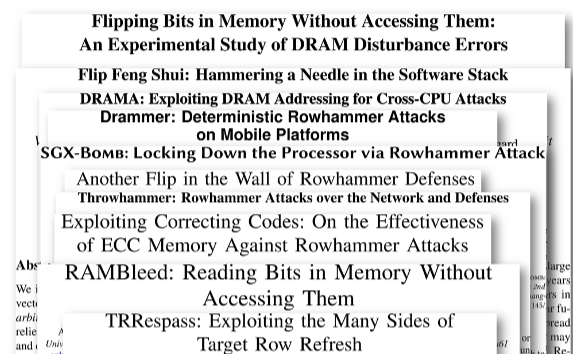 Flipping Bits in Memory Without Accessing Them:
An Experimental Study of DRAM Disturbance Errors
Flip Feng Shui: Hammering a Needle in the Software Stack
DRAMA: Exploiting DRAM Addressing for Cross-CPU Attacks
Drammer: Deterministic Rowhammer Attacks
on Mobile Platforms
SGX-BOMB: Locking Down the Processor via Rowhammer Attack
Another Flip in the Wall of Rowhammer Defenses
Throwhammer: Rowhammer Attacks over the Network and Defenses
Exploiting Correcting Codes: On the Effectiveness
of ECC Memory Against Rowhammer Attacks
RAMBleed: Reading Bits in Memory Without
Accessing Them
TRRespass: Exploiting the Many Sides of
Target Row Refresh